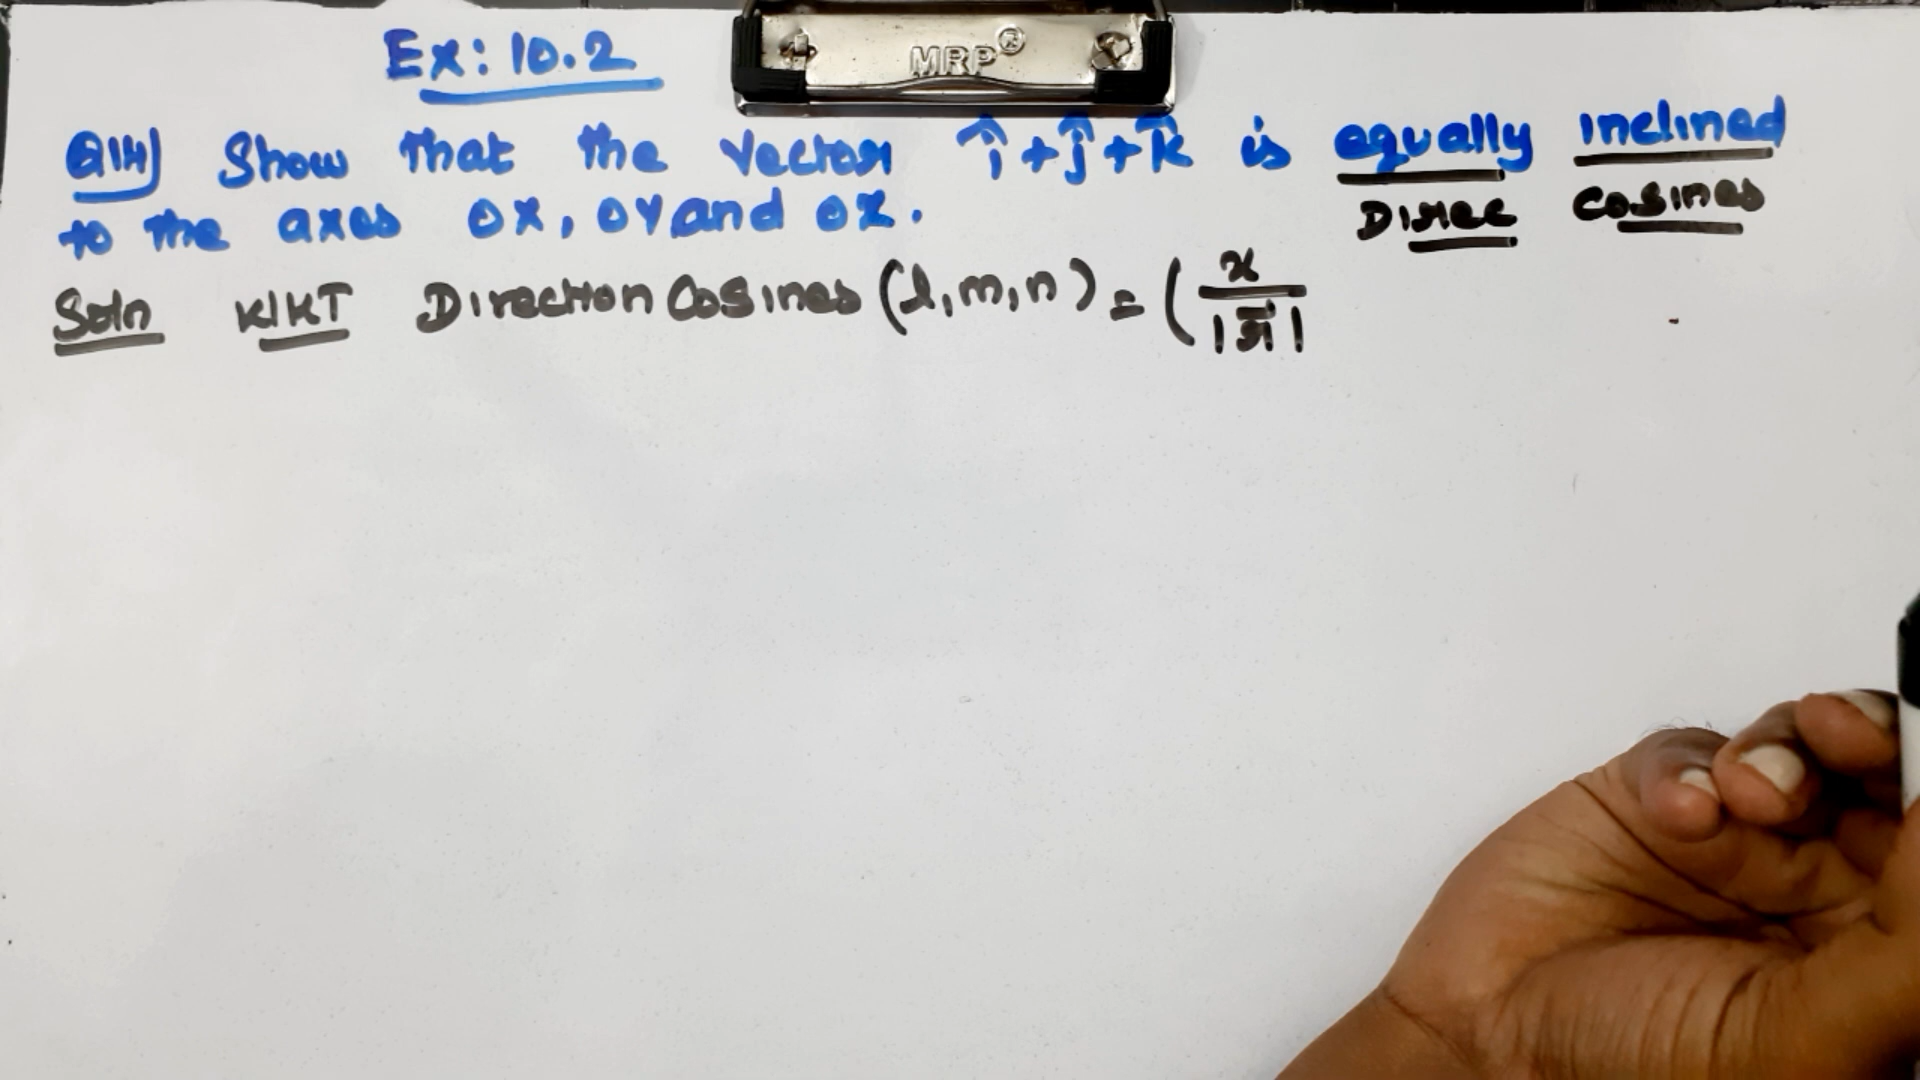 MRP®
Ex: 10.2
Q14) Show that the vector î + ĵ + k̂ is equally inclined
to the axes OX, OY and OZ.
Direc Cosines
Soln WKT Direction Cosines (l, m, n) = ( x / |r⃗|